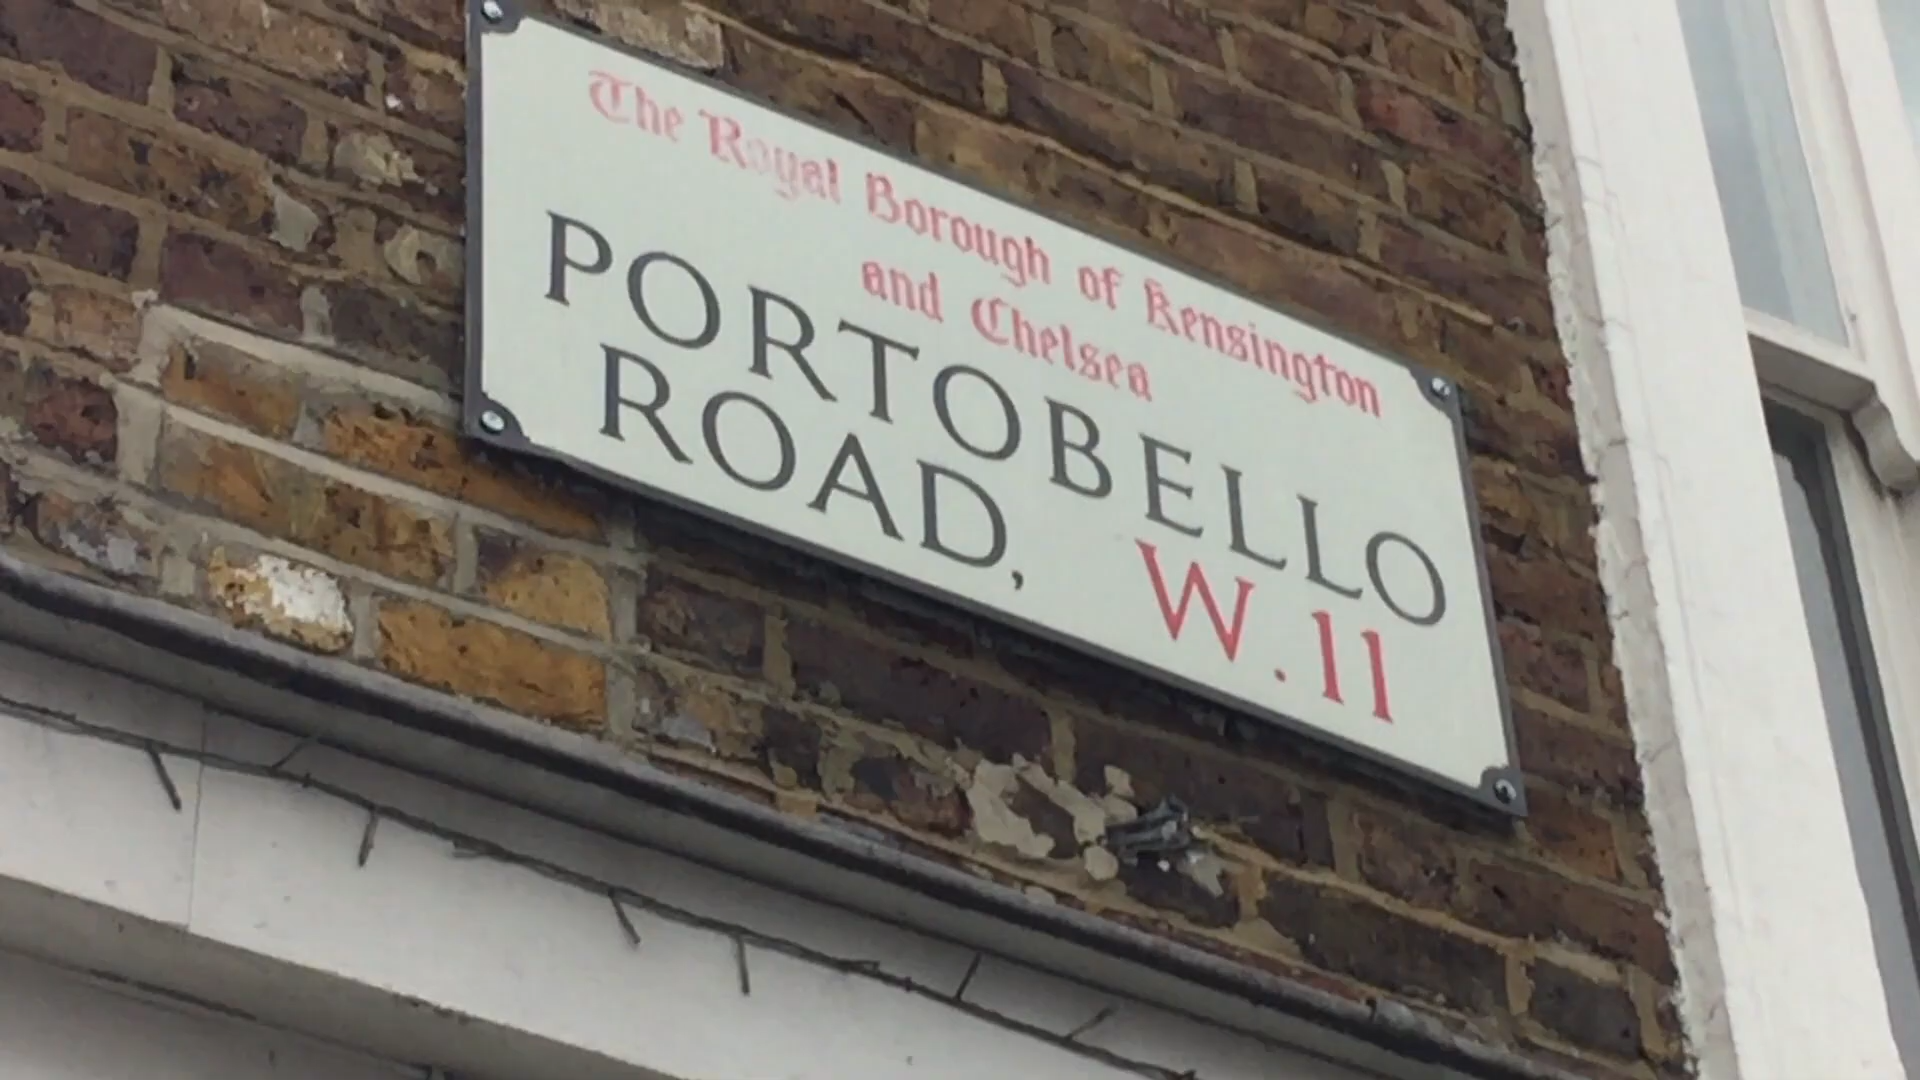 The Royal Borough of Kensington
and Chelsea
PORTOBELLO
ROAD, W.11